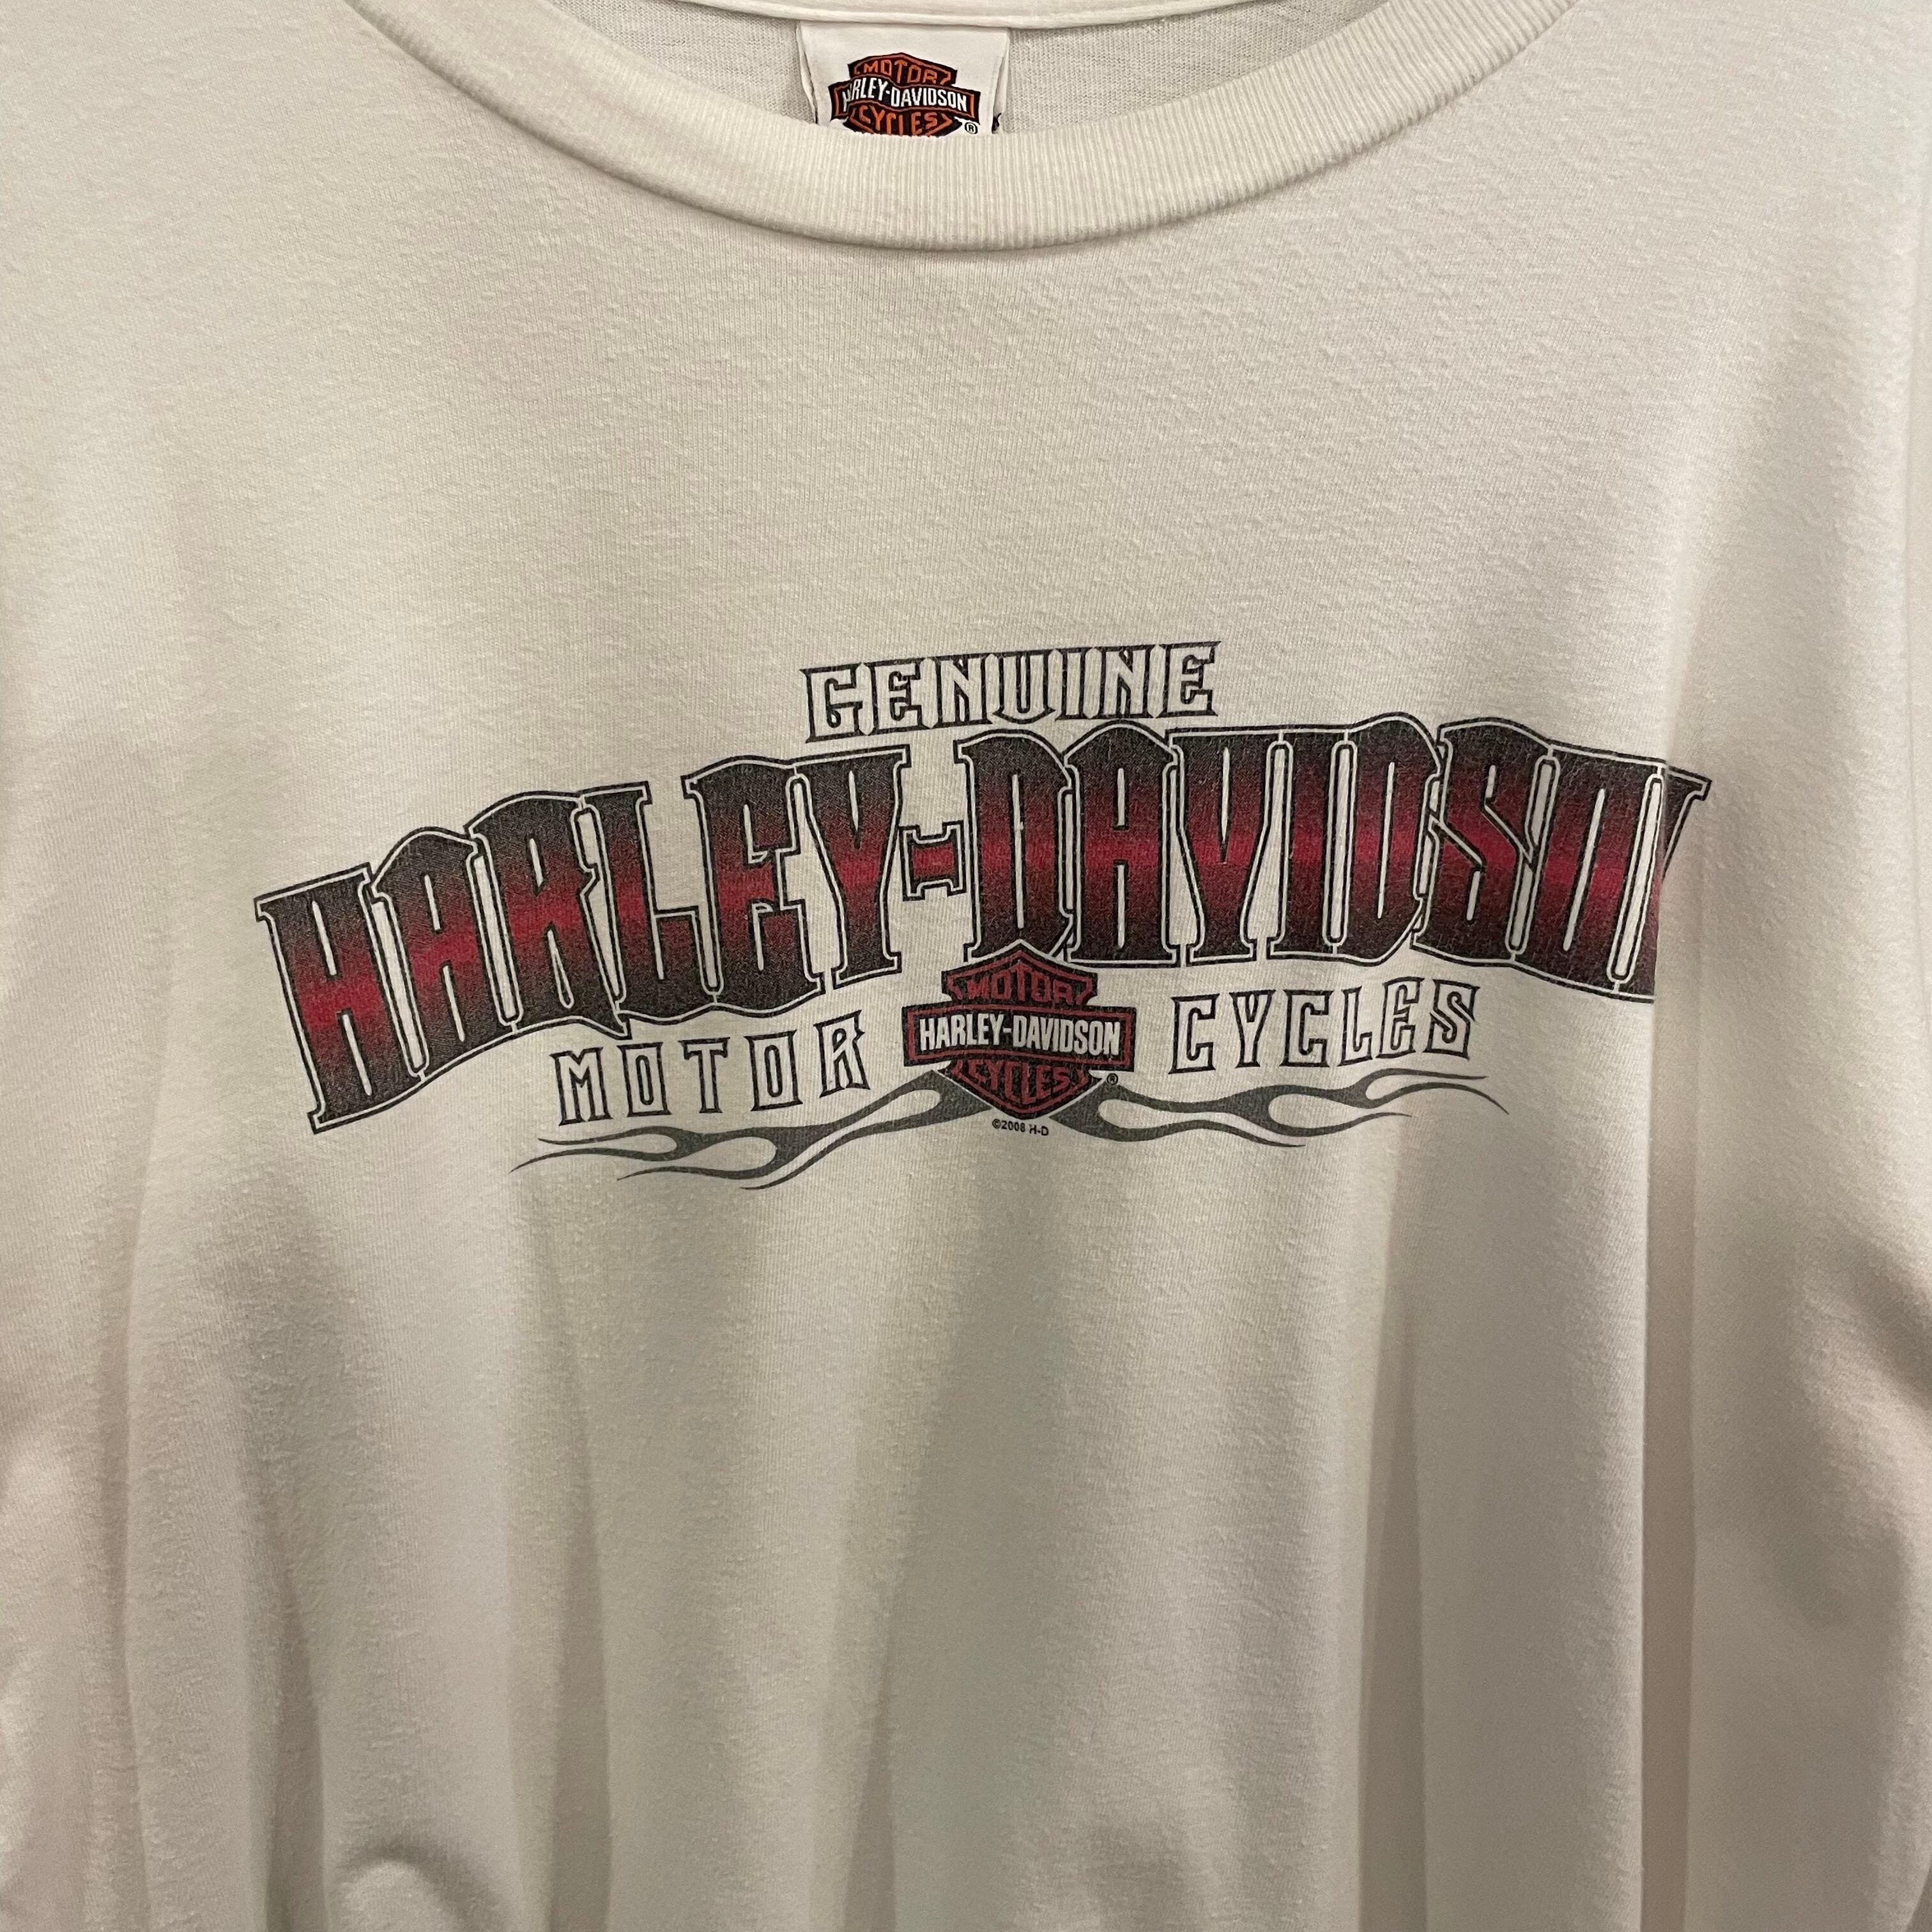 MOTOR
HARLEY-DAVIDSON
CYCLES
®
GENUINE
HARLEY-DAVIDSON
MOTOR CYCLES
MOTOR
HARLEY-DAVIDSON
CYCLES
®
©2008 H-D